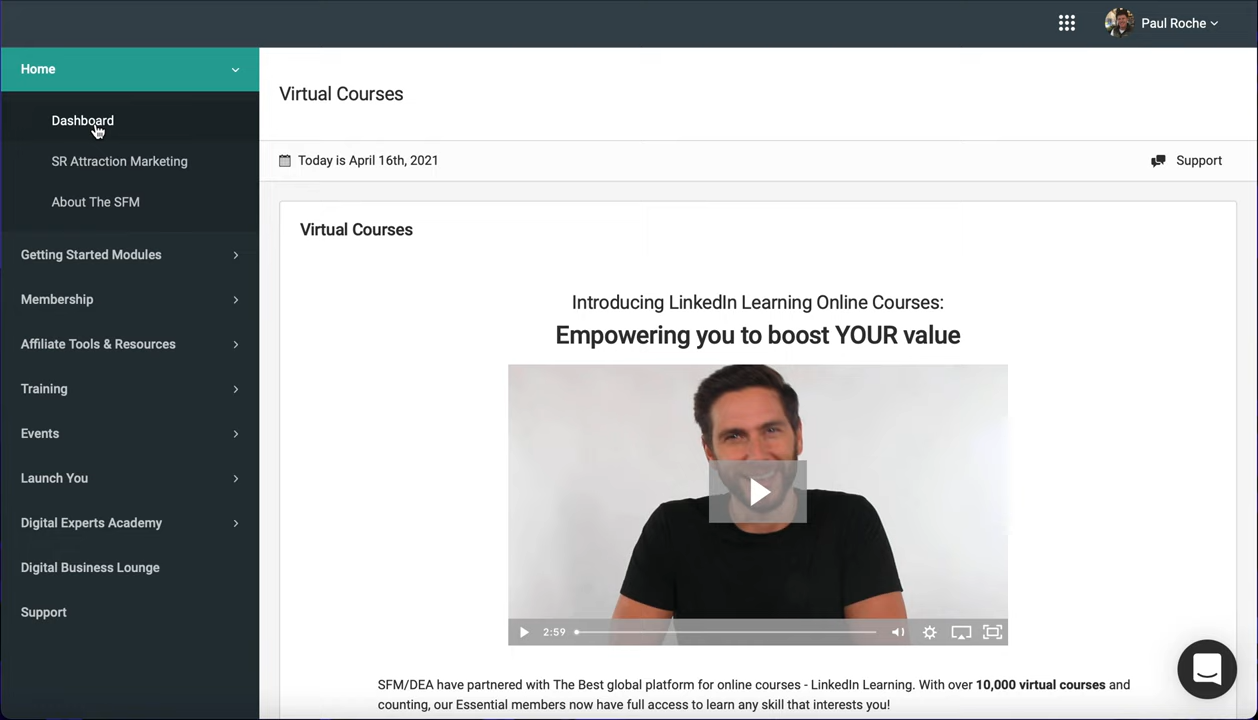 Paul Roche
Home
Dashboard
SR Attraction Marketing
About The SFM
Getting Started Modules
Membership
Affiliate Tools & Resources
Training
Events
Launch You
Digital Experts Academy
Digital Business Lounge
Support
Virtual Courses
Today is April 16th, 2021
Support
Virtual Courses
Introducing LinkedIn Learning Online Courses:
Empowering you to boost YOUR value
2:59
SFM/DEA have partnered with The Best global platform for online courses - LinkedIn Learning. With over 10,000 virtual courses and
counting, our Essential members now have full access to learn any skill that interests you!